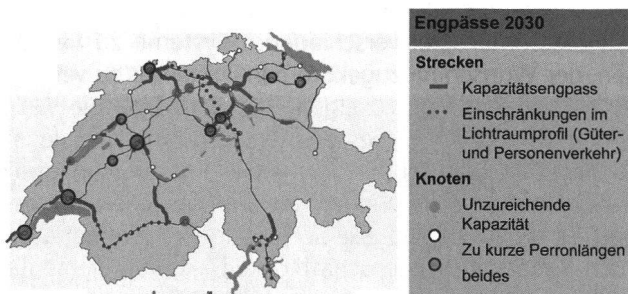 Engpässe 2030
Strecken
Kapazitätsengpass
Einschränkungen im
Lichtraumprofil (Güter-
und Personenverkehr)
Knoten
Unzureichende
Kapazität
Zu kurze Perronlängen
beides